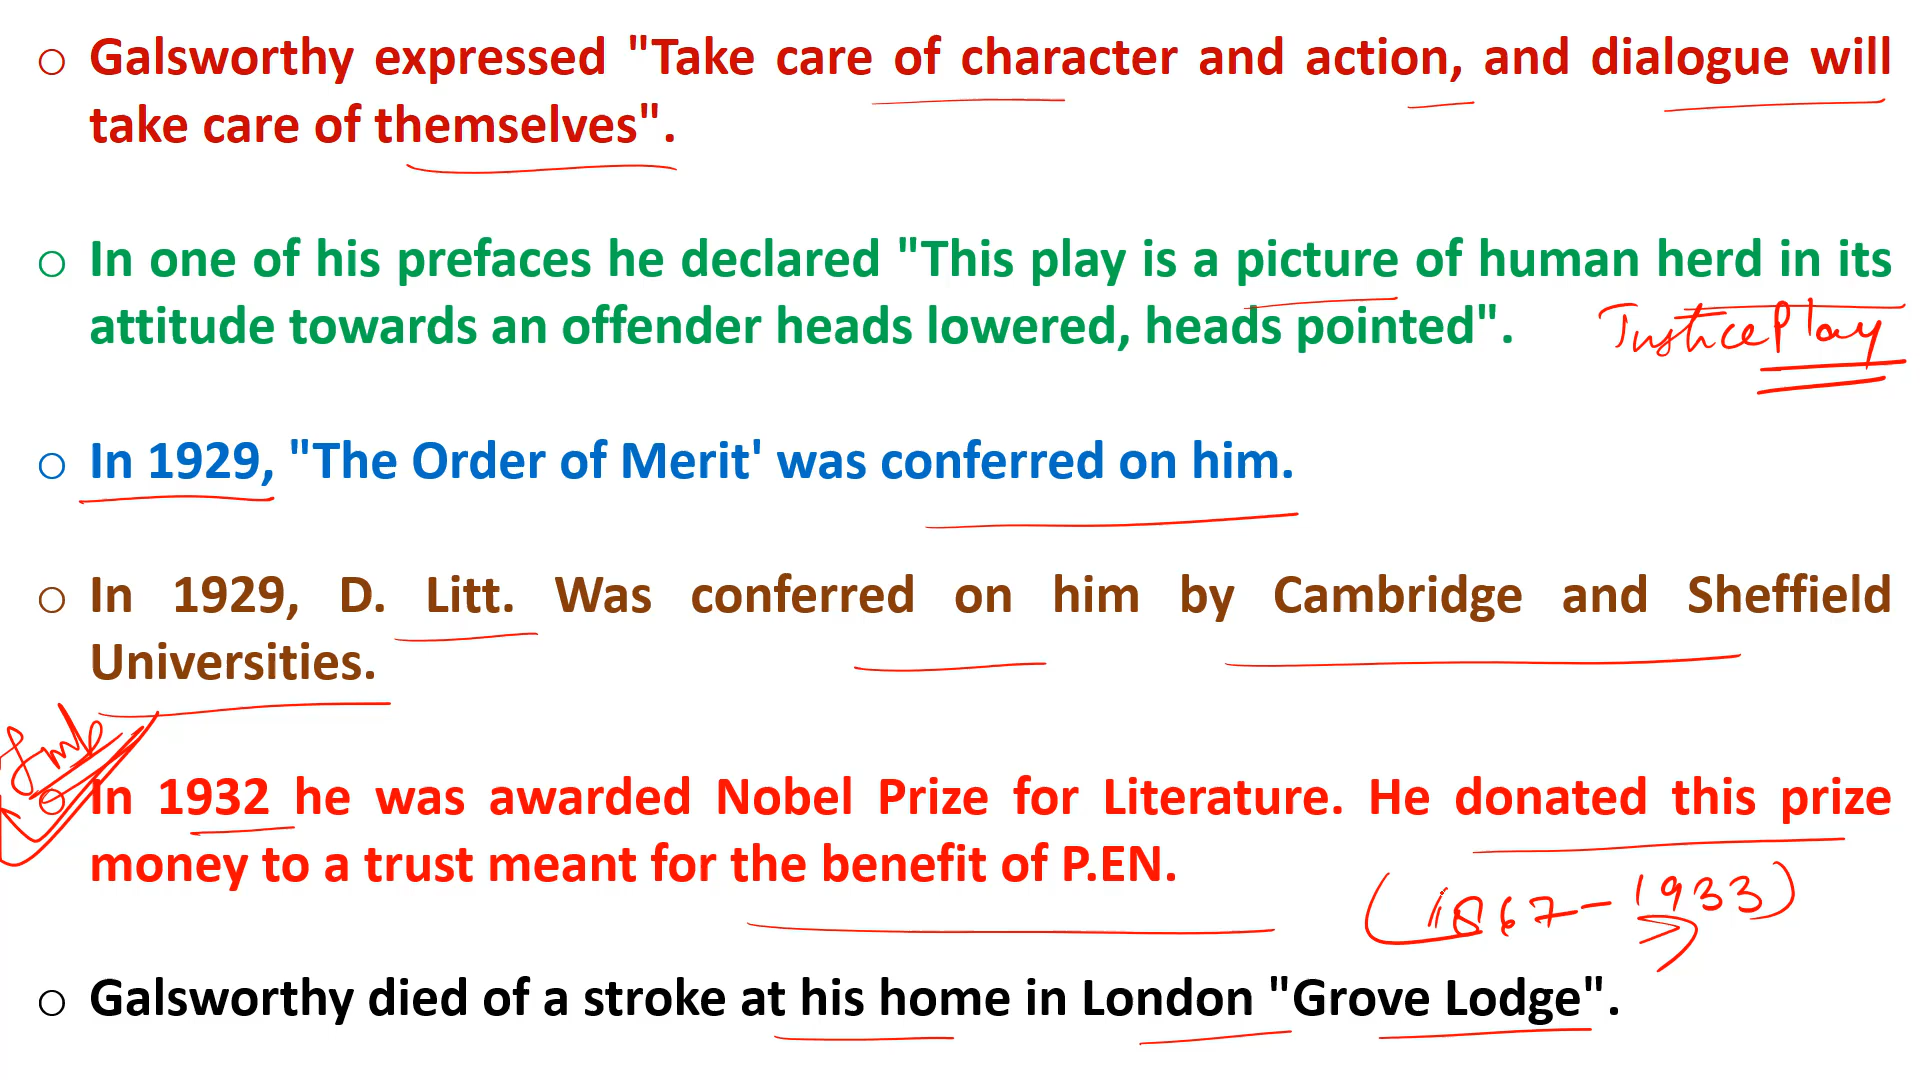 ○ Galsworthy expressed "Take care of character and action, and dialogue will
take care of themselves".
○ In one of his prefaces he declared "This play is a picture of human herd in its
attitude towards an offender heads lowered, heads pointed".
Justice Play
○ In 1929, "The Order of Merit' was conferred on him.
○ In 1929, D. Litt. Was conferred on him by Cambridge and Sheffield
Universities.
○ In 1932 he was awarded Nobel Prize for Literature. He donated this prize
money to a trust meant for the benefit of P.EN.
(1867-1933)
○ Galsworthy died of a stroke at his home in London "Grove Lodge".